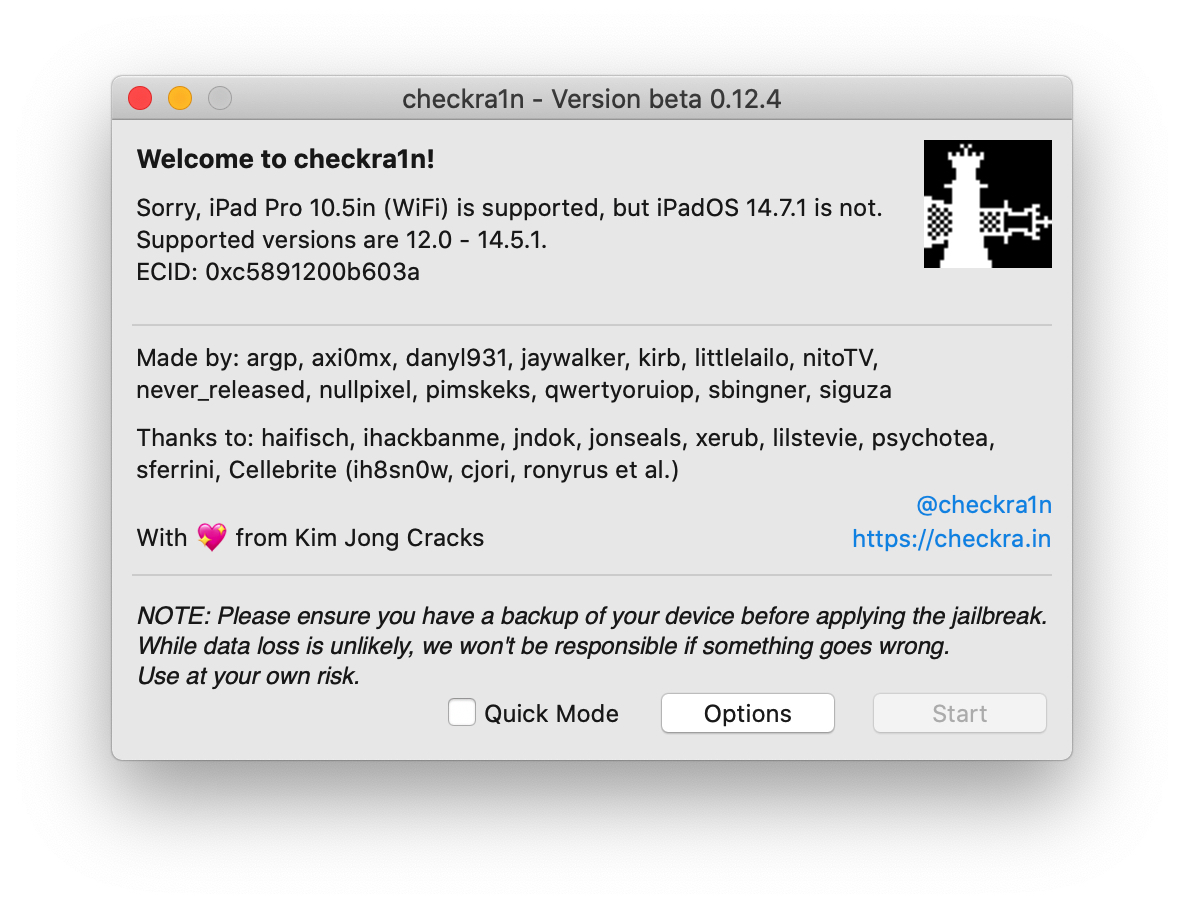 checkra1n - Version beta 0.12.4
Welcome to checkra1n!
Sorry, iPad Pro 10.5in (WiFi) is supported, but iPadOS 14.7.1 is not.
Supported versions are 12.0 - 14.5.1.
ECID: 0xc5891200b603a
Made by: argp, axi0mx, danyl931, jaywalker, kirb, littlelailo, nitoTV,
never_released, nullpixel, pimskeks, qwertyoruiop, sbingner, siguza
Thanks to: haifisch, ihackbanme, jndok, jonseals, xerub, lilstevie, psychotea,
sferrini, Cellebrite (ih8sn0w, cjori, ronyrus et al.)
@checkra1n
With 💖 from Kim Jong Cracks
https://checkra.in
NOTE: Please ensure you have a backup of your device before applying the jailbreak.
While data loss is unlikely, we won't be responsible if something goes wrong.
Use at your own risk.
Quick Mode
Options
Start